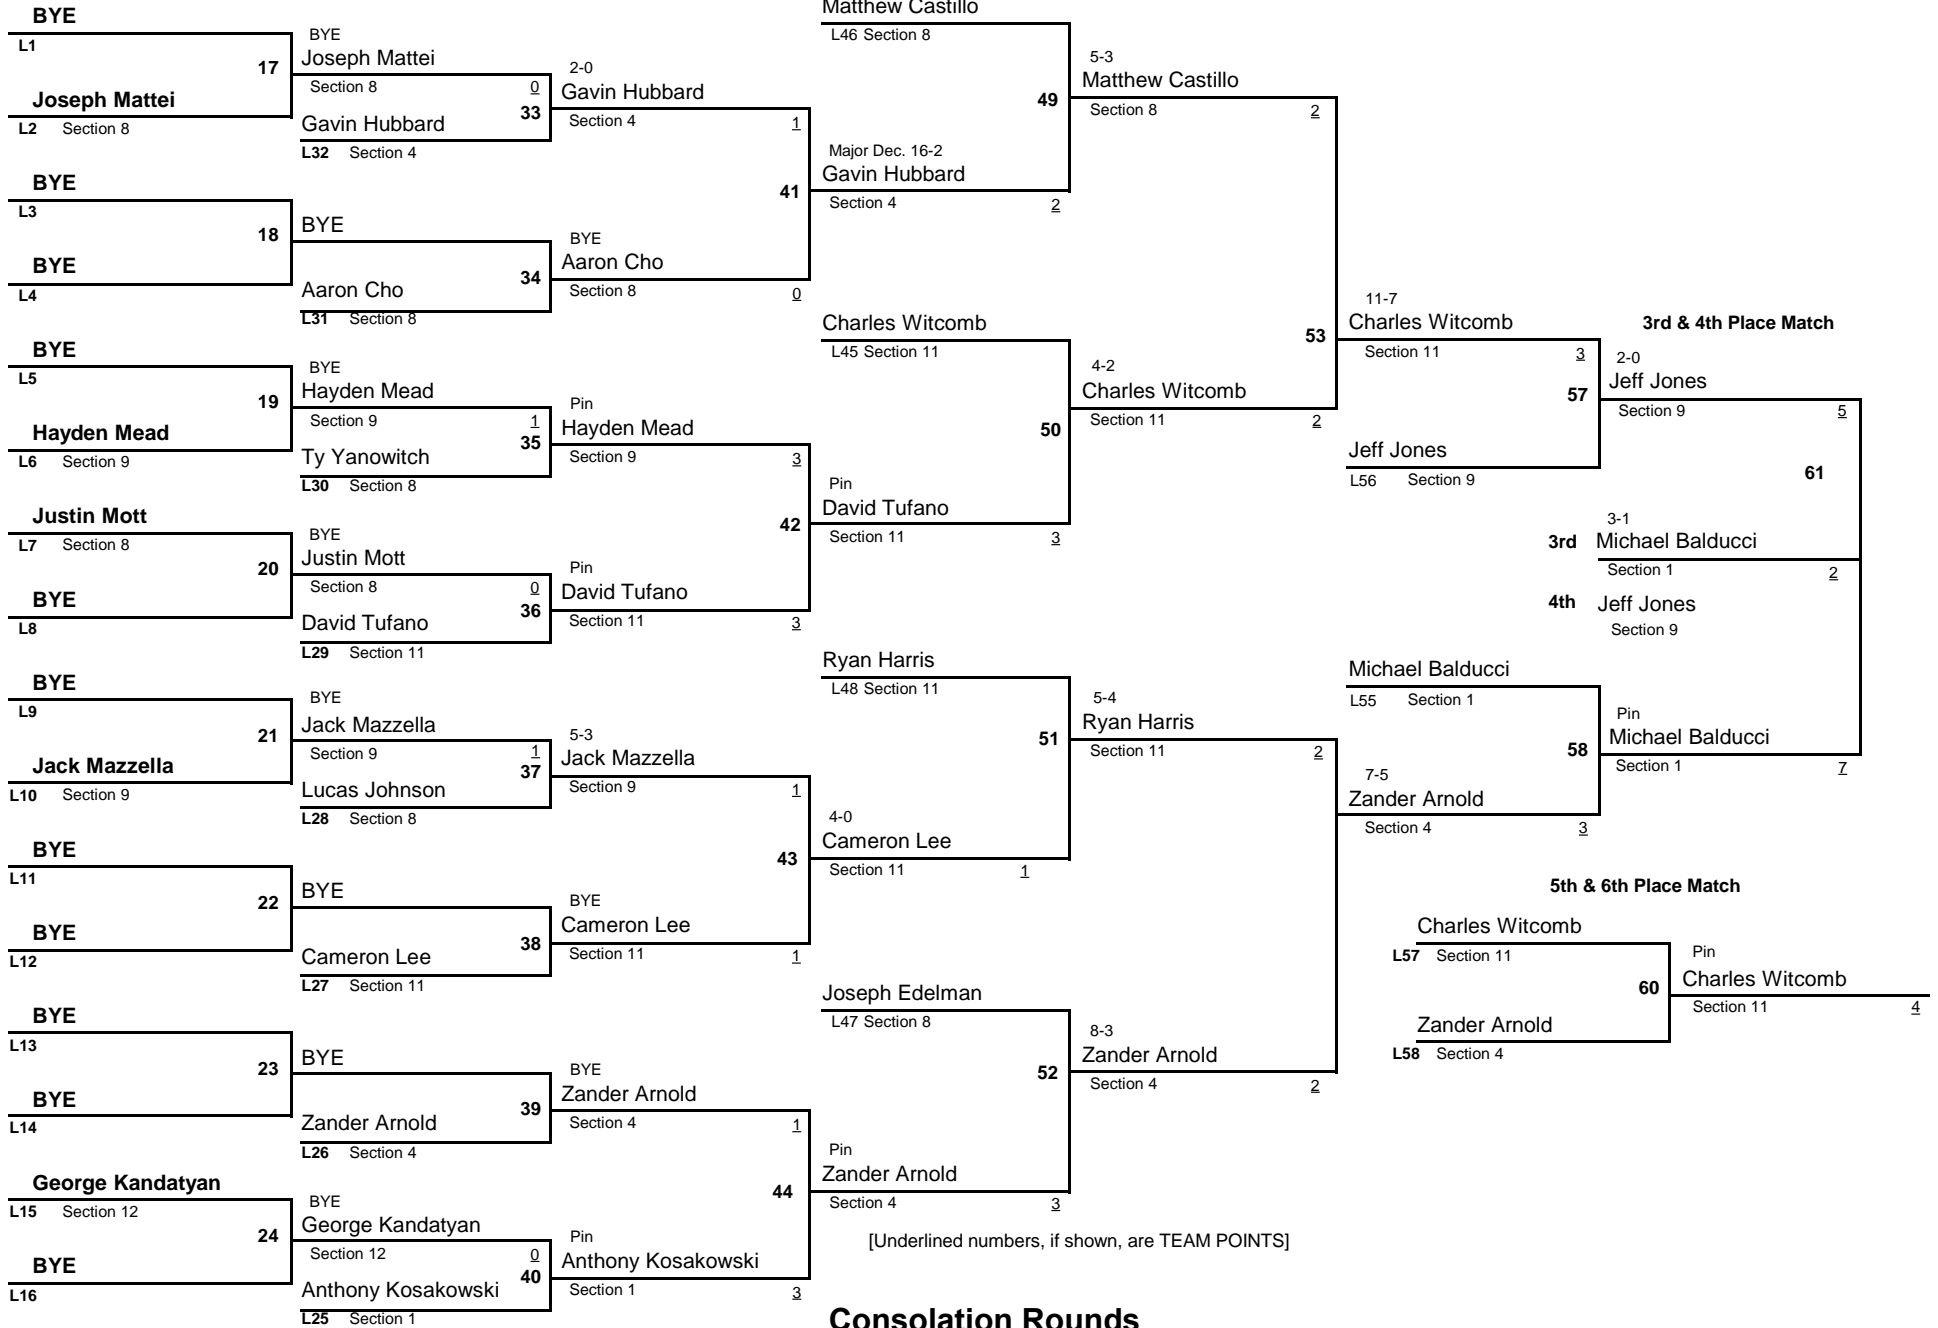 BYE
L1
17
Joseph Mattei
L2 Section 8
BYE
L3
18
BYE
L4
BYE
L5
19
Hayden Mead
L6 Section 9
Justin Mott
L7 Section 8
20
BYE
L8
BYE
L9
21
Jack Mazzella
L10 Section 9
BYE
L11
22
BYE
L12
BYE
L13
23
BYE
L14
George Kandatyan
L15 Section 12
24
BYE
L16
BYE
Joseph Mattei
Section 8 0
33
Gavin Hubbard
L32 Section 4
BYE
34
Aaron Cho
L31 Section 8
BYE
Hayden Mead
Section 9 1
35
Ty Yanowitch
L30 Section 8
BYE
Justin Mott
Section 8 0
36
David Tufano
L29 Section 11
BYE
Jack Mazzella
Section 9 1
37
Lucas Johnson
L28 Section 8
BYE
38
Cameron Lee
L27 Section 11
BYE
39
Zander Arnold
L26 Section 4
BYE
George Kandatyan
Section 12 0
40
Anthony Kosakowski
L25 Section 1
2-0
Gavin Hubbard
Section 4 1
41
BYE
Aaron Cho
Section 8 0
Pin
Hayden Mead
Section 9 3
42
Pin
David Tufano
Section 11 3
5-3
Jack Mazzella
Section 9 1
43
BYE
Cameron Lee
Section 11 1
BYE
Zander Arnold
Section 4 1
44
Pin
Anthony Kosakowski
Section 1 3
Matthew Castillo
L46 Section 8
49
Major Dec. 16-2
Gavin Hubbard
Section 4 2
Charles Witcomb
L45 Section 11
50
Pin
David Tufano
Section 11 3
Ryan Harris
L48 Section 11
51
4-0
Cameron Lee
Section 11 1
Joseph Edelman
L47 Section 8
52
Pin
Zander Arnold
Section 4 3
5-3
Matthew Castillo
Section 8 2
53
4-2
Charles Witcomb
Section 11 2
5-4
Ryan Harris
Section 11 2
8-3
Zander Arnold
Section 4 2
11-7
Charles Witcomb
Section 11 3
57
Jeff Jones
L56 Section 9
Michael Balducci
L55 Section 1
58
7-5
Zander Arnold
Section 4 3
3rd & 4th Place Match
2-0
Jeff Jones
Section 9 5
61
3-1
3rd Michael Balducci
Section 1 2
4th Jeff Jones
Section 9
Pin
Michael Balducci
Section 1 7
5th & 6th Place Match
Charles Witcomb
L57 Section 11
60
Zander Arnold
L58 Section 4
Pin
Charles Witcomb
Section 11 4
[Underlined numbers, if shown, are TEAM POINTS]
Consolation Rounds